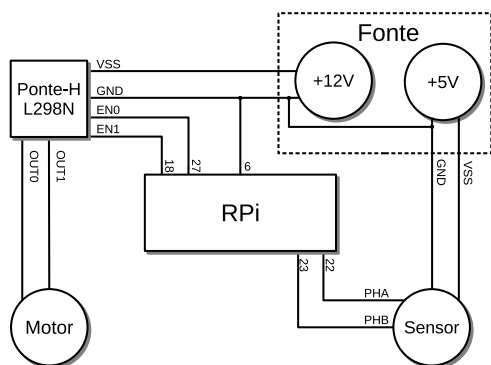 Fonte
+12V
+5V
Ponte-H
L298N
VSS
GND
EN0
EN1
OUT0
OUT1
18
27
6
GND
VSS
RPi
23
22
PHA
PHB
Motor
Sensor